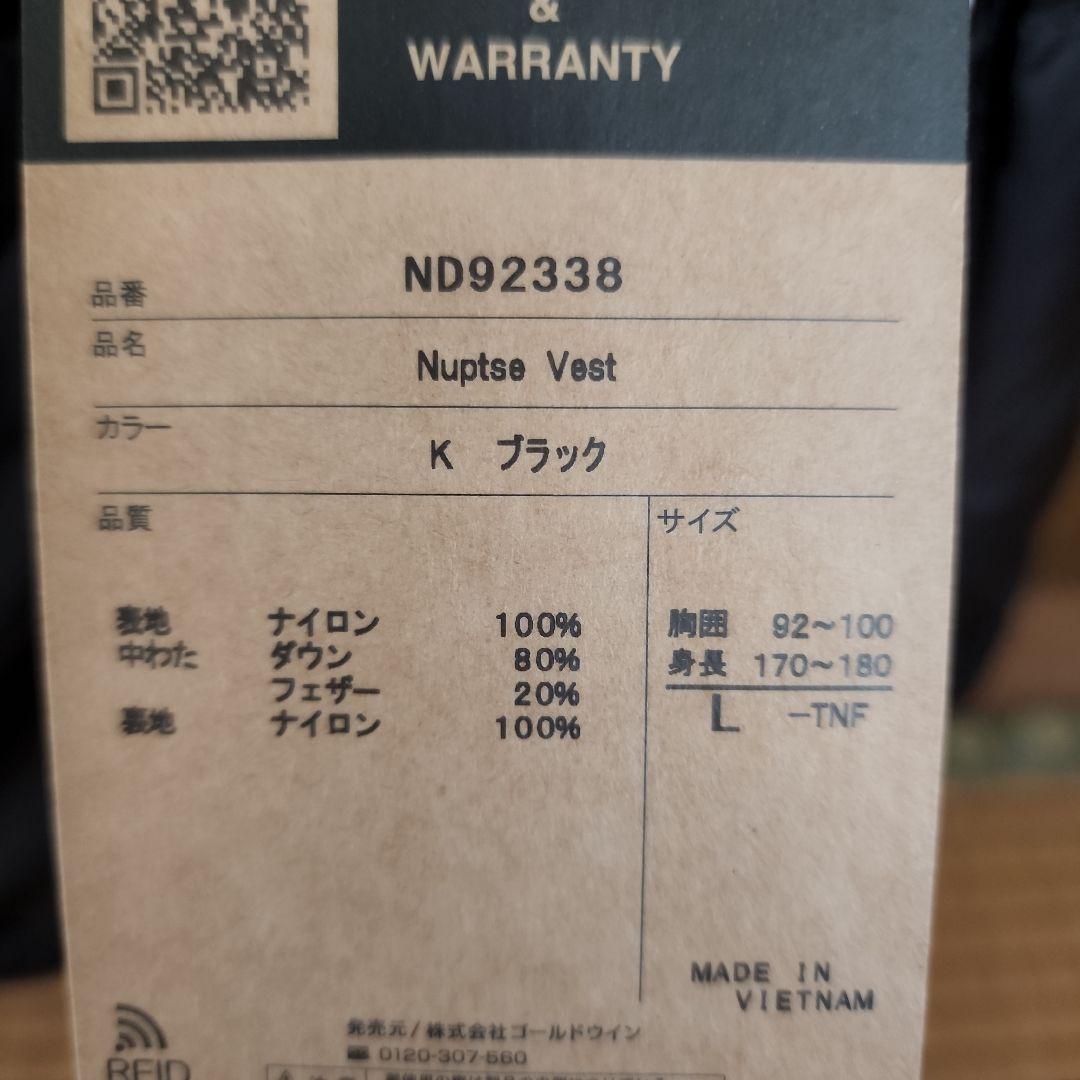 &
WARRANTY
品番 ND92338
品名 Nuptse Vest
カラー K ブラック
品質
サイズ
表地 ナイロン 100%
中わた ダウン 80%
フェザー 20%
裏地 ナイロン 100%
胸囲 92〜100
身長 170〜180
L -TNF
MADE IN
VIETNAM
発売元/株式会社ゴールドウイン
☎ 0120-307-560
RFID